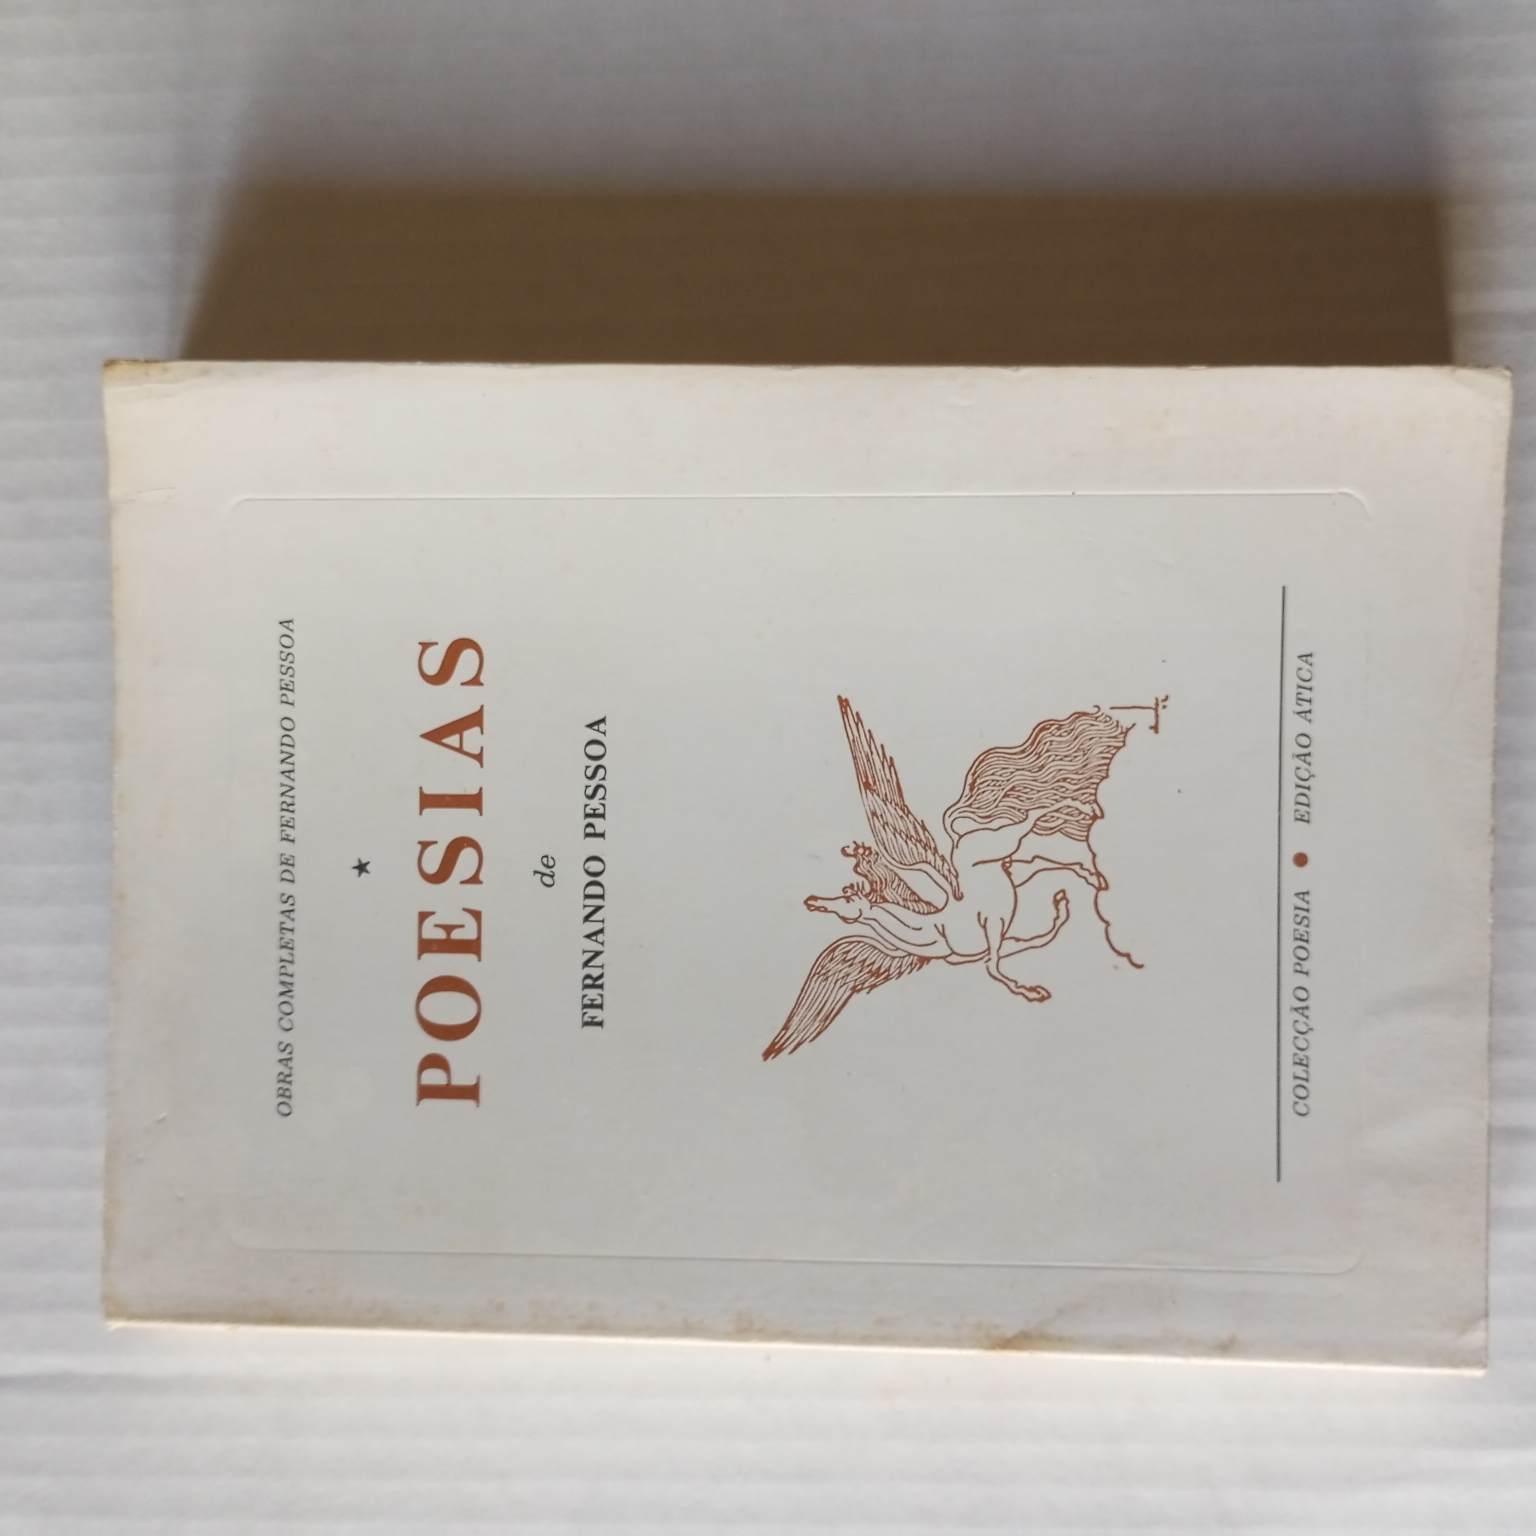 OBRAS COMPLETAS DE FERNANDO PESSOA
★
POESIAS
de
FERNANDO PESSOA
COLECÇÃO POESIA ● EDIÇÃO ÁTICA